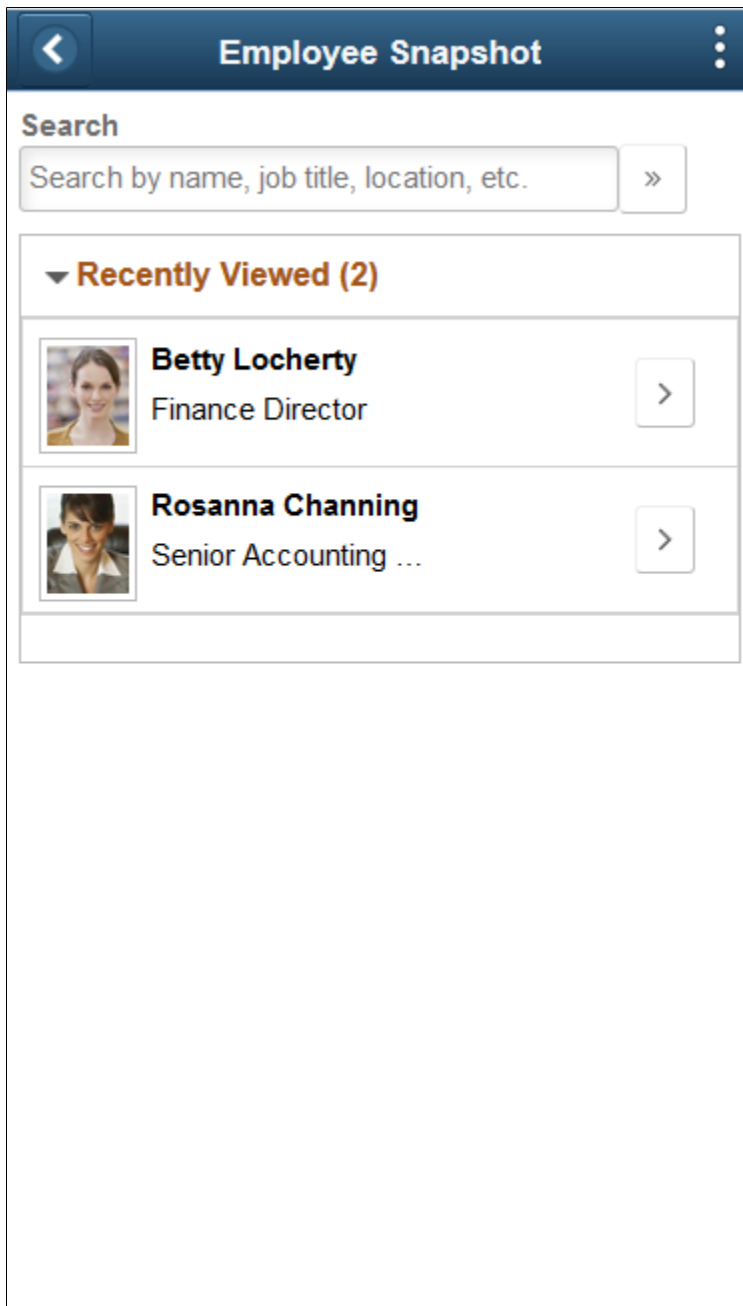 Employee Snapshot
Search
Search by name, job title, location, etc.
»
Recently Viewed (2)
Betty Locherty
Finance Director
Rosanna Channing
Senior Accounting ...